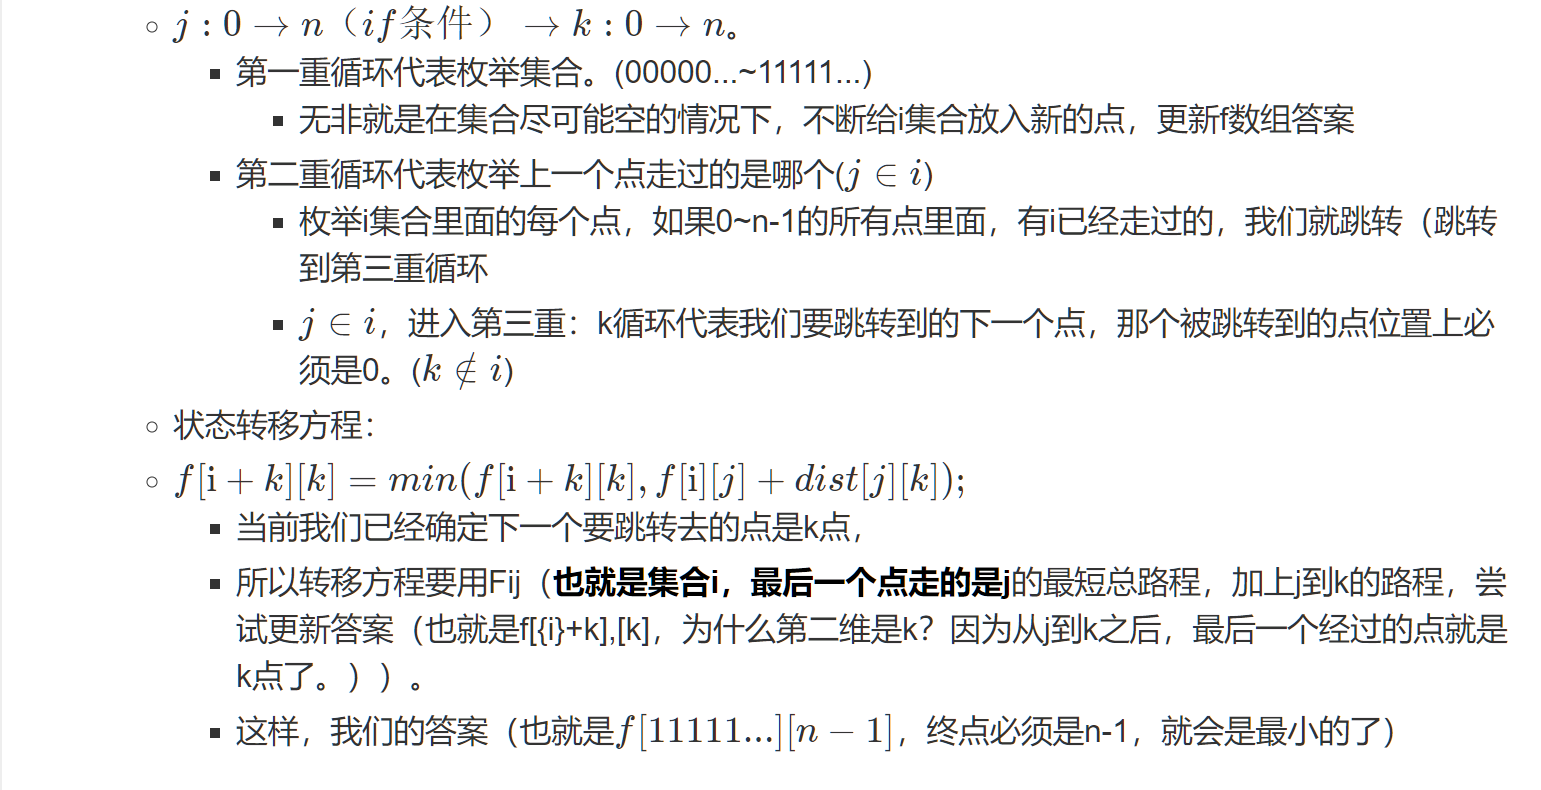 j : 0 → n（if条件） → k : 0 → n。
第一重循环代表枚举集合。(00000...~11111...)
无非就是在集合尽可能空的情况下，不断给i集合放入新的点，更新f数组答案
第二重循环代表枚举上一个点走过的是哪个(j ∈ i)
枚举i集合里面的每个点，如果0~n-1的所有点里面，有i已经走过的，我们就跳转（跳转
到第三重循环
j ∈ i，进入第三重：k循环代表我们要跳转到的下一个点，那个被跳转到的点位置上必
须是0。(k ∉ i)
状态转移方程：
f[i + k][k] = min(f[i + k][k], f[i][j] + dist[j][k]);
当前我们已经确定下一个要跳转去的点是k点，
所以转移方程要用Fij（也就是集合i，最后一个点走的是j的最短总路程，加上j到k的路程，尝
试更新答案（也就是f[{i}+k],[k]，为什么第二维是k？因为从j到k之后，最后一个经过的点就是
k点了。））。
这样，我们的答案（也就是f[11111...][n − 1]，终点必须是n-1，就会是最小的了）